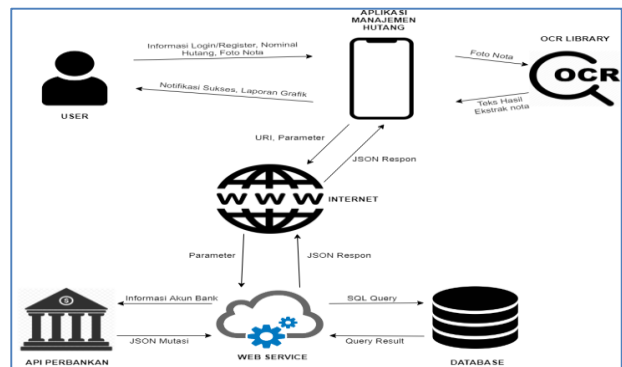 APLIKASI
MANAJEMEN
HUTANG
OCR LIBRARY
Informasi Login/Register, Nominal
Hutang, Foto Nota
Foto Nota
OCR
Notifikasi Sukses, Laporan Grafik
Teks Hasil
Ekstrak nota
USER
URI, Parameter
JSON Respon
WWW
INTERNET
Parameter
JSON Respon
Informasi Akun Bank
SQL Query
JSON Mutasi
Query Result
API PERBANKAN
WEB SERVICE
DATABASE